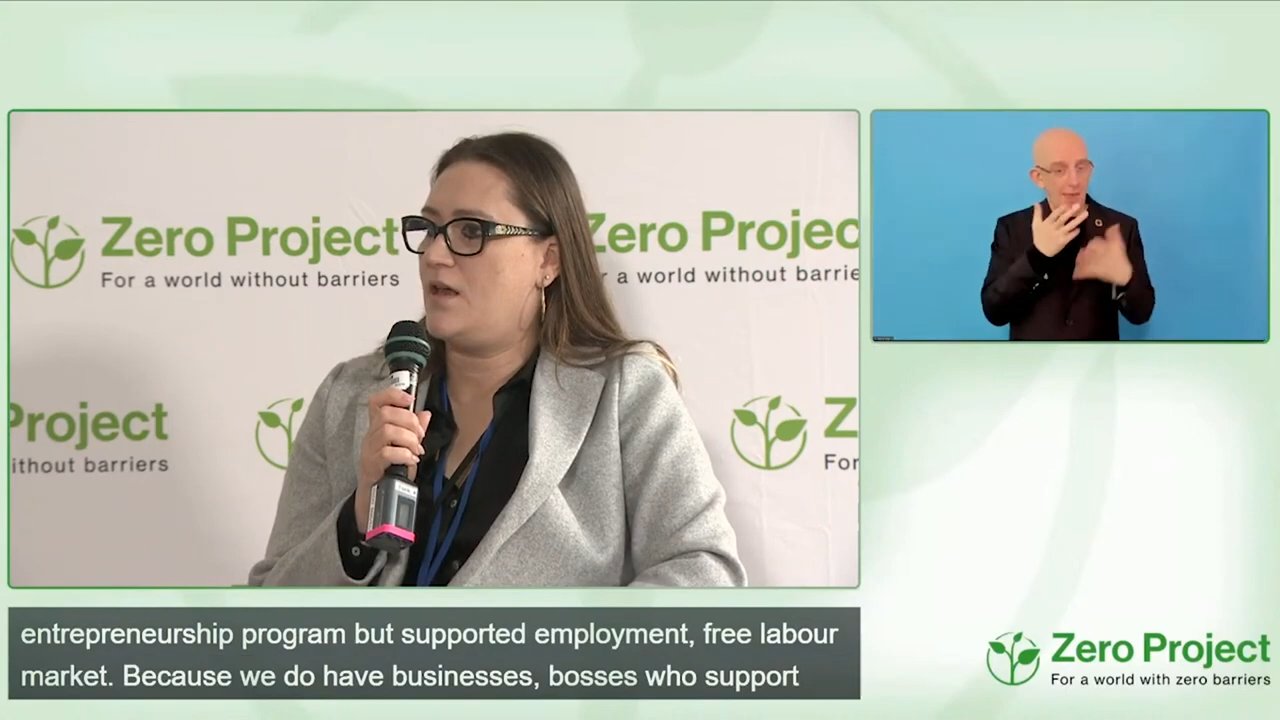 Zero Project
For a world without barriers
Zero Projec
a world without barrie
Project
ithout barriers
Z
For
entrepreneurship program but supported employment, free labour
market. Because we do have businesses, bosses who support
Zero Project
For a world with zero barriers